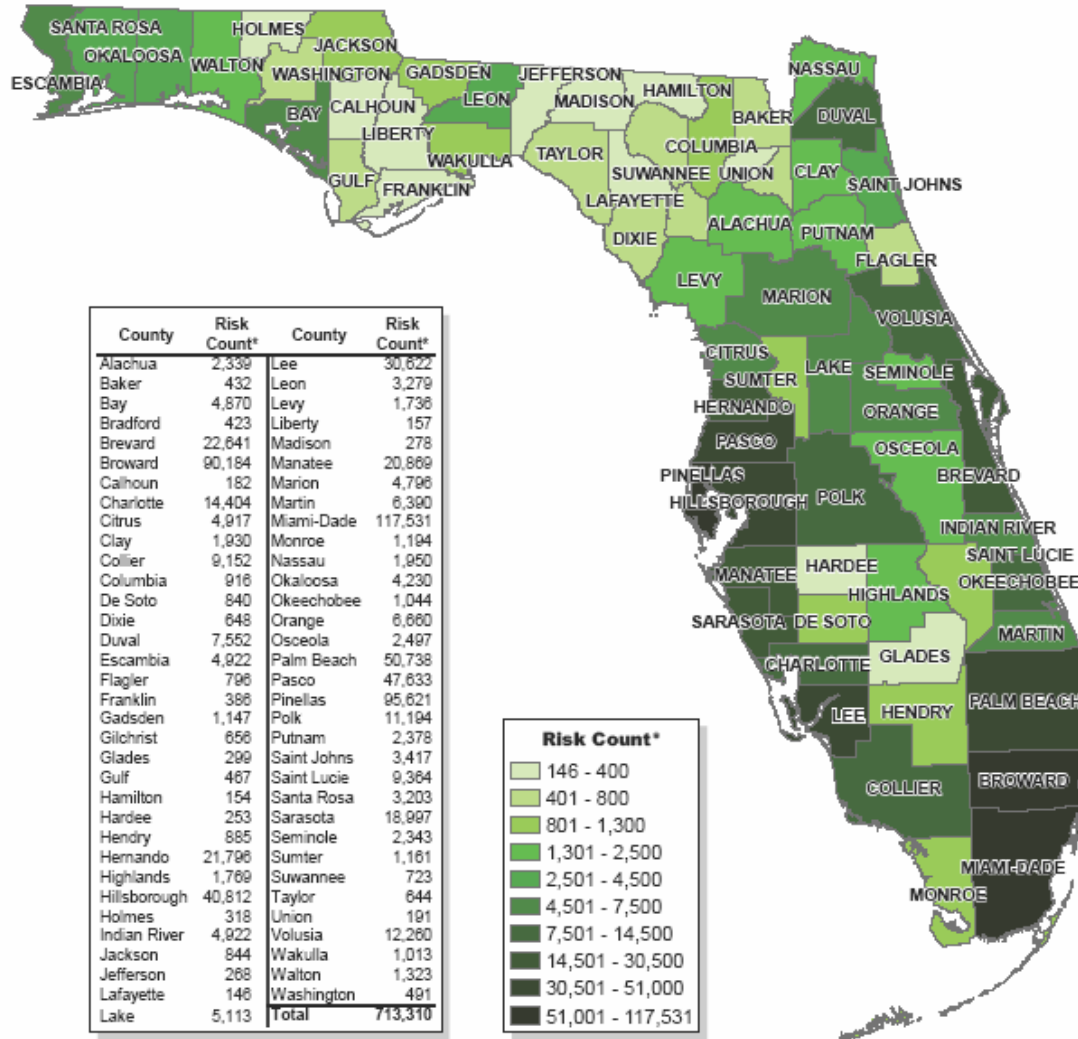 SANTA ROSA
HOLMES
OKALOOSA
JACKSON
WALTON
ESCAMBIA
WASHINGTON
GADSDEN
JEFFERSON
HAMILTON
NASSAU
BAY
CALHOUN
LEON
MADISON
BAKER
DUVAL
LIBERTY
COLUMBIA
WAKULLA
TAYLOR
SUWANNEE
UNION
CLAY
SAINT JOHNS
GULF
FRANKLIN
LAFAYETTE
ALACHUA
PUTNAM
DIXIE
FLAGLER
LEVY
MARION
VOLUSIA
CITRUS
LAKE
SEMINOLE
SUMTER
HERNANDO
ORANGE
PASCO
OSCEOLA
PINELLAS
BREVARD
HILLSBOROUGH
POLK
INDIAN RIVER
SAINT LUCIE
MANATEE
HARDEE
OKEECHOBEE
HIGHLANDS
SARASOTA
DE SOTO
MARTIN
CHARLOTTE
GLADES
LEE
HENDRY
PALM BEACH
COLLIER
BROWARD
MIAMI-DADE
MONROE
County Risk Count* County Risk Count*
Alachua 2,339 Lee 30,622
Baker 432 Leon 3,279
Bay 4,870 Levy 1,736
Bradford 423 Liberty 157
Brevard 22,641 Madison 278
Broward 90,184 Manatee 20,869
Calhoun 182 Marion 4,796
Charlotte 14,404 Martin 6,390
Citrus 4,917 Miami-Dade 117,531
Clay 1,930 Monroe 1,194
Collier 9,152 Nassau 1,950
Columbia 916 Okaloosa 4,230
De Soto 840 Okeechobee 1,044
Dixie 648 Orange 6,660
Duval 7,552 Osceola 2,497
Escambia 4,922 Palm Beach 50,738
Flagler 796 Pasco 47,633
Franklin 386 Pinellas 95,621
Gadsden 1,147 Polk 11,194
Gilchrist 656 Putnam 2,378
Glades 299 Saint Johns 3,417
Gulf 467 Saint Lucie 9,364
Hamilton 154 Santa Rosa 3,203
Hardee 253 Sarasota 18,997
Hendry 885 Seminole 2,343
Hernando 21,796 Sumter 1,161
Highlands 1,769 Suwannee 723
Hillsborough 40,812 Taylor 644
Holmes 318 Union 191
Indian River 4,922 Volusia 12,260
Jackson 844 Wakulla 1,013
Jefferson 268 Walton 1,323
Lafayette 146 Washington 491
Lake 5,113 Total 713,310
Risk Count*
146 - 400
401 - 800
801 - 1,300
1,301 - 2,500
2,501 - 4,500
4,501 - 7,500
7,501 - 14,500
14,501 - 30,500
30,501 - 51,000
51,001 - 117,531